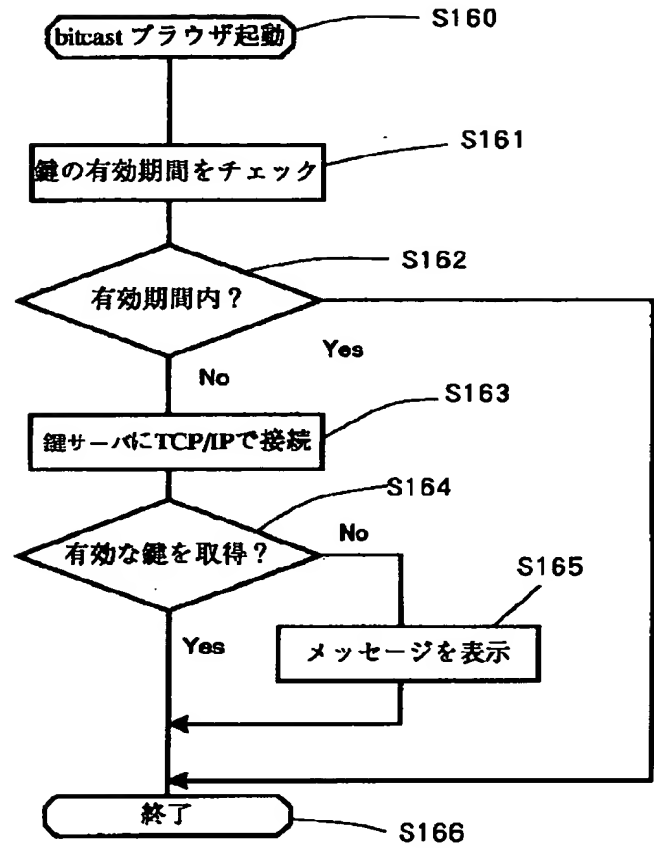 bitcast ブラウザ起動
S160
S161
鍵の有効期間をチェック
S162
有効期間内？
Yes
No
S163
鍵サーバにTCP/IPで接続
S164
有効な鍵を取得？
No
S165
Yes
メッセージを表示
終了
S166